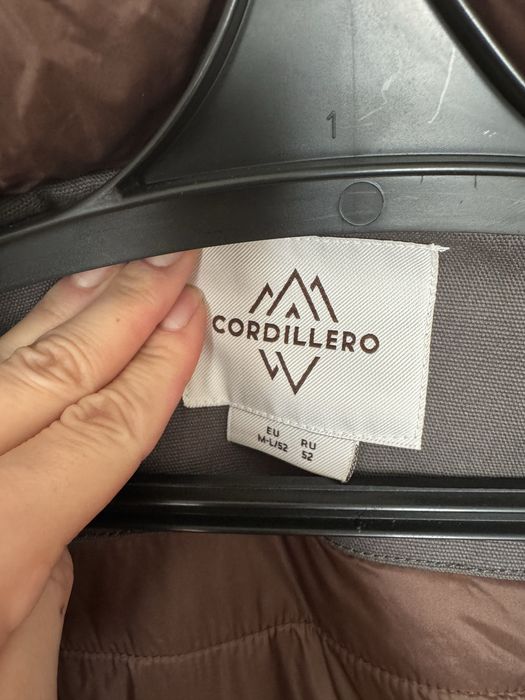 1
CORDILLERO
EU RU
M-L/52 52